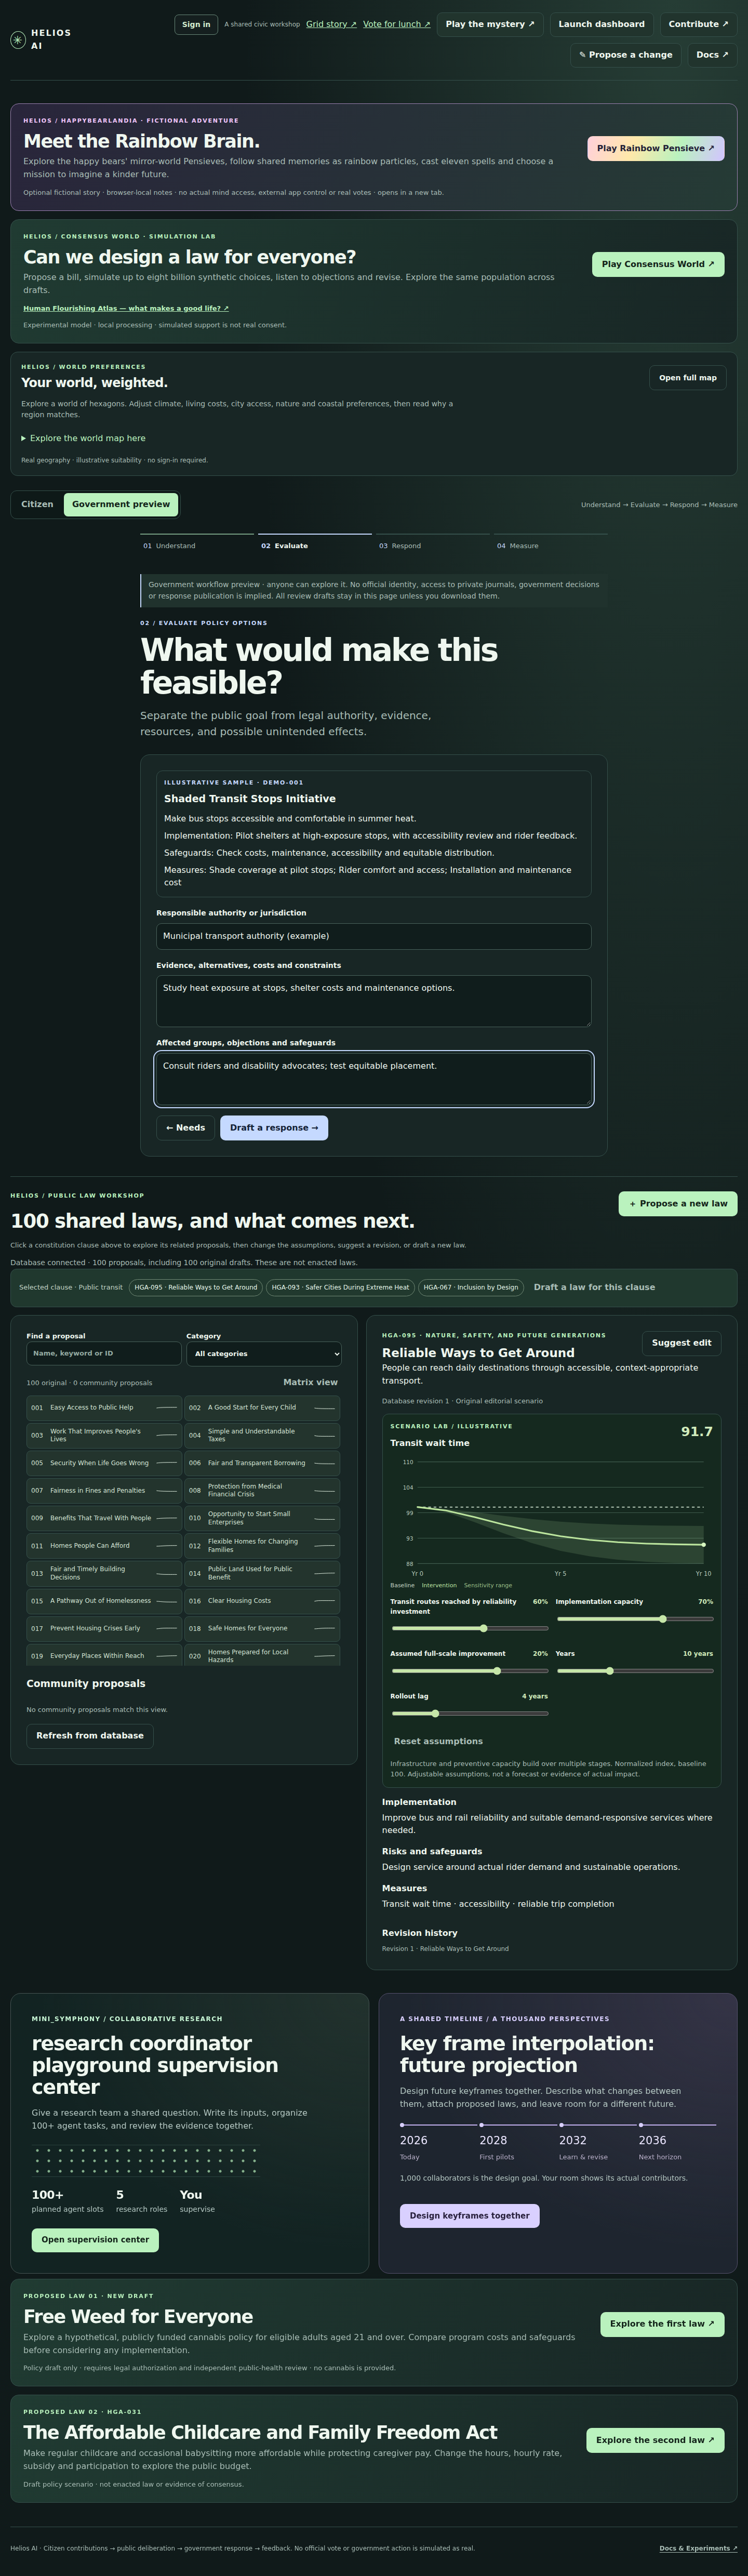 HELIOS
AI
Sign in
A shared civic workshop
Grid story ↗
Vote for lunch ↗
Play the mystery ↗
Launch dashboard
Contribute ↗
✎ Propose a change
Docs ↗
HELIOS / HAPPYBEARLANDIA · FICTIONAL ADVENTURE
Meet the Rainbow Brain.
Explore the happy bears' mirror-world Pensieves, follow shared memories as rainbow particles, cast eleven spells and choose a
mission to imagine a kinder future.
Optional fictional story · browser-local notes · no actual mind access, external app control or real votes · opens in a new tab.
Play Rainbow Pensieve ↗
HELIOS / CONSENSUS WORLD · SIMULATION LAB
Can we design a law for everyone?
Propose a bill, simulate up to eight billion synthetic choices, listen to objections and revise. Explore the same population across
drafts.
Human Flourishing Atlas — what makes a good life? ↗
Experimental model · local processing · simulated support is not real consent.
Play Consensus World ↗
HELIOS / WORLD PREFERENCES
Your world, weighted.
Explore a world of hexagons. Adjust climate, living costs, city access, nature and coastal preferences, then read why a
region matches.
▶ Explore the world map here
Real geography · illustrative suitability · no sign-in required.
Open full map
Citizen
Government preview
Understand → Evaluate → Respond → Measure
01 Understand
02 Evaluate
03 Respond
04 Measure
Government workflow preview · anyone can explore it. No official identity, access to private journals, government decisions
or response publication is implied. All review drafts stay in this page unless you download them.
02 / EVALUATE POLICY OPTIONS
What would make this
feasible?
Separate the public goal from legal authority, evidence,
resources, and possible unintended effects.
ILLUSTRATIVE SAMPLE · DEMO-001
Shaded Transit Stops Initiative
Make bus stops accessible and comfortable in summer heat.
Implementation: Pilot shelters at high-exposure stops, with accessibility review and rider feedback.
Safeguards: Check costs, maintenance, accessibility and equitable distribution.
Measures: Shade coverage at pilot stops; Rider comfort and access; Installation and maintenance
cost
Responsible authority or jurisdiction
Municipal transport authority (example)
Evidence, alternatives, costs and constraints
Study heat exposure at stops, shelter costs and maintenance options.
Affected groups, objections and safeguards
Consult riders and disability advocates; test equitable placement.
← Needs
Draft a response →
HELIOS / PUBLIC LAW WORKSHOP
100 shared laws, and what comes next.
Click a constitution clause above to explore its related proposals, then change the assumptions, suggest a revision, or draft a new law.
＋ Propose a new law
Database connected · 100 proposals, including 100 original drafts. These are not enacted laws.
Selected clause · Public transit
HGA-095 · Reliable Ways to Get Around
HGA-093 · Safer Cities During Extreme Heat
HGA-067 · Inclusion by Design
Draft a law for this clause
Find a proposal
Name, keyword or ID
Category
All categories
100 original · 0 community proposals
Matrix view
001 Easy Access to Public Help
002 A Good Start for Every Child
003 Work That Improves People's
Lives
004 Simple and Understandable
Taxes
005 Security When Life Goes Wrong
006 Fair and Transparent Borrowing
007 Fairness in Fines and Penalties
008 Protection from Medical
Financial Crisis
009 Benefits That Travel With People
010 Opportunity to Start Small
Enterprises
011 Homes People Can Afford
012 Flexible Homes for Changing
Families
013 Fair and Timely Building
Decisions
014 Public Land Used for Public
Benefit
015 A Pathway Out of Homelessness
016 Clear Housing Costs
017 Prevent Housing Crises Early
018 Safe Homes for Everyone
019 Everyday Places Within Reach
020 Homes Prepared for Local
Hazards
Community proposals
No community proposals match this view.
Refresh from database
HGA-095 · NATURE, SAFETY, AND FUTURE GENERATIONS
Reliable Ways to Get Around
People can reach daily destinations through accessible, context-appropriate
transport.
Suggest edit
Database revision 1 · Original editorial scenario
SCENARIO LAB / ILLUSTRATIVE
Transit wait time
91.7
110
104
99
93
88
Yr 0
Yr 5
Yr 10
Baseline Intervention Sensitivity range
Transit routes reached by reliability
investment
60%
Implementation capacity 70%
Assumed full-scale improvement 20%
Years 10 years
Rollout lag 4 years
Reset assumptions
Infrastructure and preventive capacity build over multiple stages. Normalized index, baseline
100. Adjustable assumptions, not a forecast or evidence of actual impact.
Implementation
Improve bus and rail reliability and suitable demand-responsive services where
needed.
Risks and safeguards
Design service around actual rider demand and sustainable operations.
Measures
Transit wait time · accessibility · reliable trip completion
Revision history
Revision 1 · Reliable Ways to Get Around
MINI_SYMPHONY / COLLABORATIVE RESEARCH
research coordinator
playground supervision
center
Give a research team a shared question. Write its inputs, organize
100+ agent tasks, and review the evidence together.
100+
planned agent slots
5
research roles
You
supervise
Open supervision center
A SHARED TIMELINE / A THOUSAND PERSPECTIVES
key frame interpolation:
future projection
Design future keyframes together. Describe what changes between
them, attach proposed laws, and leave room for a different future.
2026
Today
2028
First pilots
2032
Learn & revise
2036
Next horizon
1,000 collaborators is the design goal. Your room shows its actual contributors.
Design keyframes together
PROPOSED LAW 01 · NEW DRAFT
Free Weed for Everyone
Explore a hypothetical, publicly funded cannabis policy for eligible adults aged 21 and over. Compare program costs and safeguards
before considering any implementation.
Policy draft only · requires legal authorization and independent public-health review · no cannabis is provided.
Explore the first law ↗
PROPOSED LAW 02 · HGA-031
The Affordable Childcare and Family Freedom Act
Make regular childcare and occasional babysitting more affordable while protecting caregiver pay. Change the hours, hourly rate,
subsidy and participation to explore the public budget.
Draft policy scenario · not enacted law or evidence of consensus.
Explore the second law ↗
Helios AI · Citizen contributions → public deliberation → government response → feedback. No official vote or government action is simulated as real.
Docs & Experiments ↗